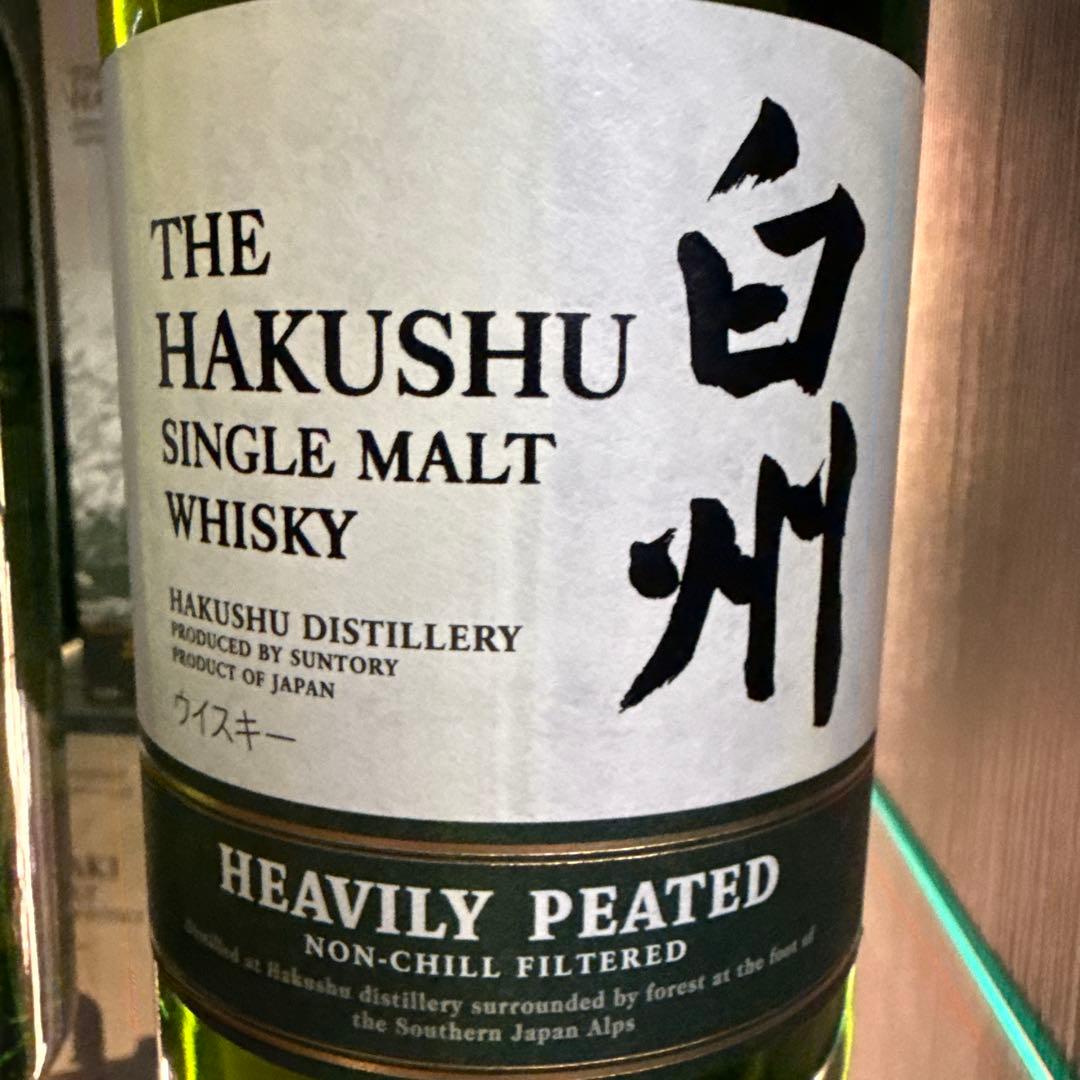 THE
HAKUSHU
SINGLE MALT
WHISKY
白州
HAKUSHU DISTILLERY
PRODUCED BY SUNTORY
PRODUCT OF JAPAN
ウイスキー
HEAVILY PEATED
NON-CHILL FILTERED
Distilled at Hakushu distillery surrounded by forest at the foot of
the Southern Japan Alps